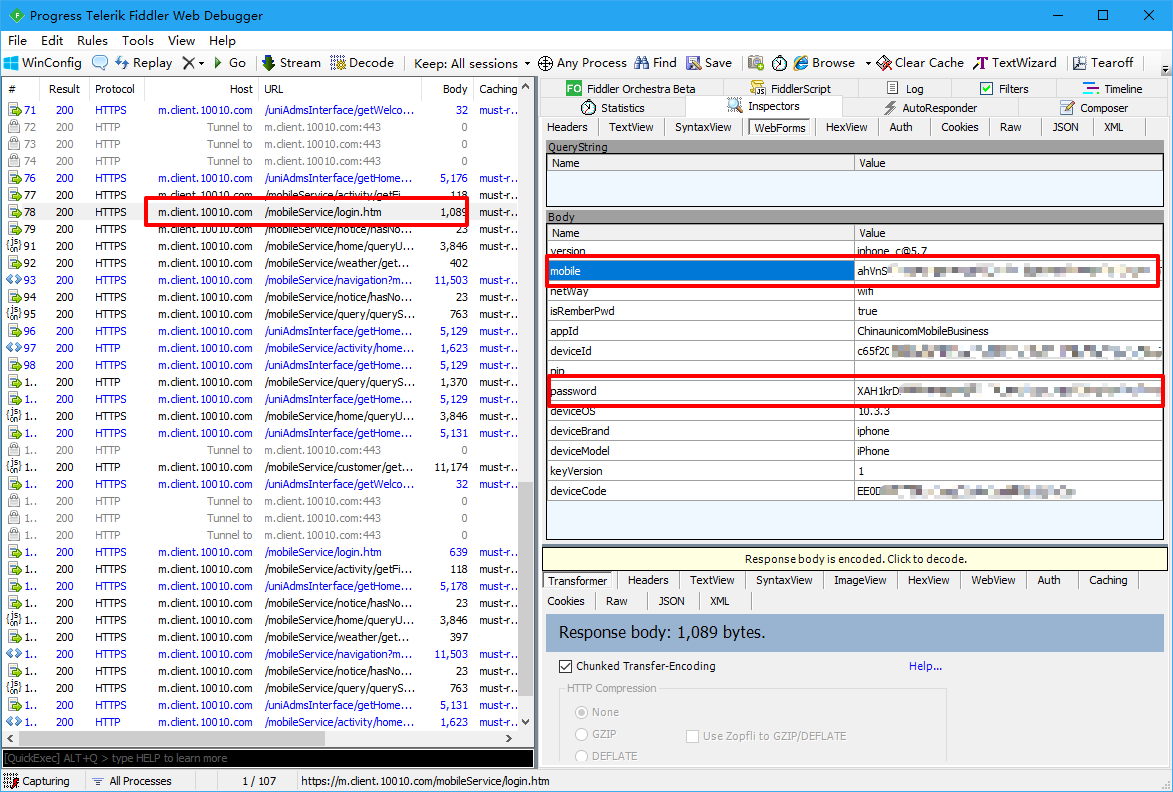 Progress Telerik Fiddler Web Debugger
File Edit Rules Tools View Help
WinConfig Replay Go Stream Decode Keep: All sessions Any Process Find Save Browse Clear Cache TextWizard Tearoff
# Result Protocol Host URL Body Caching
71 200 HTTPS m.client.10010.com /uniAdmsInterface/getWelco... 32 must-r...
72 200 HTTP Tunnel to m.client.10010.com:443 0
73 200 HTTP Tunnel to m.client.10010.com:443 0
74 200 HTTP Tunnel to m.client.10010.com:443 0
76 200 HTTPS m.client.10010.com /uniAdmsInterface/getHome... 5,176 must-r...
77 200 HTTPS m.client.10010.com /mobileService/activity/getFi... 118 must-r...
78 200 HTTPS m.client.10010.com /mobileService/login.htm 1,089 must-r...
79 200 HTTPS m.client.10010.com /mobileService/notice/hasNo... 23 must-r...
91 200 HTTPS m.client.10010.com /mobileService/home/queryU... 3,846 must-r...
92 200 HTTPS m.client.10010.com /mobileService/weather/get... 402 must-r...
93 200 HTTPS m.client.10010.com /mobileService/navigation?m... 11,503 must-r...
94 200 HTTPS m.client.10010.com /mobileService/notice/hasNo... 23 must-r...
95 200 HTTPS m.client.10010.com /mobileService/query/queryS... 763 must-r...
96 200 HTTPS m.client.10010.com /uniAdmsInterface/getHome... 5,129 must-r...
97 200 HTTP m.client.10010.com /mobileService/activity/home... 1,623 must-r...
98 200 HTTPS m.client.10010.com /uniAdmsInterface/getHome... 5,129 must-r...
1.. 200 HTTPS m.client.10010.com /mobileService/query/queryS... 1,370 must-r...
1.. 200 HTTPS m.client.10010.com /uniAdmsInterface/getHome... 5,129 must-r...
1.. 200 HTTPS m.client.10010.com /mobileService/home/queryU... 3,846 must-r...
1.. 200 HTTPS m.client.10010.com /uniAdmsInterface/getHome... 5,131 must-r...
1.. 200 HTTP Tunnel to m.client.10010.com:443 0
1.. 200 HTTPS m.client.10010.com /mobileService/customer/get... 11,174 must-r...
1.. 200 HTTPS m.client.10010.com /uniAdmsInterface/getWelco... 32 must-r...
1.. 200 HTTP Tunnel to m.client.10010.com:443 0
1.. 200 HTTP Tunnel to m.client.10010.com:443 0
1.. 200 HTTP Tunnel to m.client.10010.com:443 0
1.. 200 HTTPS m.client.10010.com /mobileService/login.htm 639 must-r...
1.. 200 HTTPS m.client.10010.com /mobileService/activity/getFi... 118 must-r...
1.. 200 HTTPS m.client.10010.com /uniAdmsInterface/getHome... 5,178 must-r...
1.. 200 HTTPS m.client.10010.com /mobileService/notice/hasNo... 23 must-r...
1.. 200 HTTPS m.client.10010.com /mobileService/home/queryU... 3,846 must-r...
1.. 200 HTTPS m.client.10010.com /mobileService/weather/get... 397 must-r...
1.. 200 HTTPS m.client.10010.com /mobileService/navigation?m... 11,503 must-r...
1.. 200 HTTPS m.client.10010.com /mobileService/notice/hasNo... 23 must-r...
1.. 200 HTTPS m.client.10010.com /mobileService/query/queryS... 763 must-r...
1.. 200 HTTPS m.client.10010.com /uniAdmsInterface/getHome... 5,131 must-r...
1.. 200 HTTP m.client.10010.com /mobileService/activity/home... 1,623 must-r...
[QuickExec] ALT+Q > type HELP to learn more
FO Fiddler Orchestra Beta FiddlerScript Log Filters Timeline
Statistics Inspectors AutoResponder Composer
Headers TextView SyntaxView WebForms HexView Auth Cookies Raw JSON XML
QueryString
Name Value
Body
Name Value
version iphone_c@5.7
mobile ahVnS
netWay wifi
isRemberPwd true
appId ChinaunicomMobileBusiness
deviceId c65f20
pin
password XAH1krD
deviceOS 10.3.3
deviceBrand iphone
deviceModel iPhone
keyVersion 1
deviceCode EE0D
Response body is encoded. Click to decode.
Transformer Headers TextView SyntaxView ImageView HexView WebView Auth Caching
Cookies Raw JSON XML
Response body: 1,089 bytes.
Chunked Transfer-Encoding Help...
HTTP Compression
None
GZIP Use Zopfli to GZIP/DEFLATE
DEFLATE
Capturing All Processes 1 / 107 https://m.client.10010.com/mobileService/login.htm